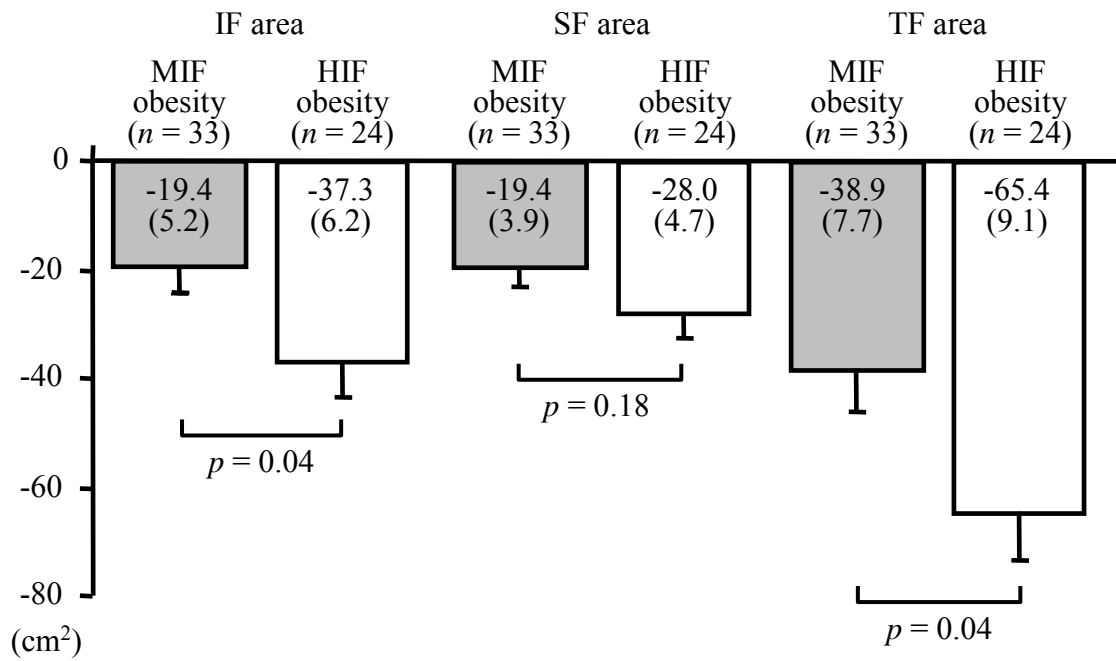 IF area SF area TF area
MIF HIF MIF HIF MIF HIF
obesity obesity obesity obesity obesity obesity
(n = 33) (n = 24) (n = 33) (n = 24) (n = 33) (n = 24)
0
-19.4 -37.3 -19.4 -28.0 -38.9 -65.4
(5.2) (6.2) (3.9) (4.7) (7.7) (9.1)
-20
-40
p = 0.18
p = 0.04
-60
-80
p = 0.04
(cm²)